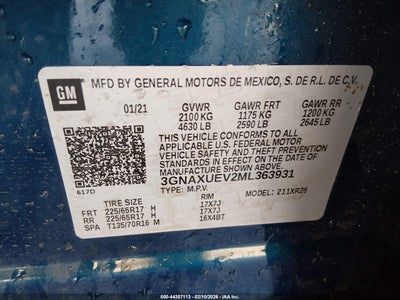 GM
MFD BY GENERAL MOTORS DE MEXICO, S. DE R.L. DE C.V.
01/21 GVWR GAWR FRT GAWR RR
2100 KG 1175 KG 1200 KG
4630 LB 2590 LB 2645 LB
THIS VEHICLE CONFORMS TO ALL
APPLICABLE U.S. FEDERAL MOTOR
VEHICLE SAFETY AND THEFT PREVENTION
STANDARDS IN EFFECT ON THE DATE OF
MANUFACTURE SHOWN ABOVE.
617D
3GNAXUEV2ML363931
TYPE: M.P.V. MODEL: 211XR26
TIRE SIZE SPEED RTG RIM
FRT 225/65R17 H 17X7J
RR 225/65R17 H 17X7J
SPA T135/70R16 M 16X4BT
000-44357113 - 02/10/2026 - © IAA, Inc.